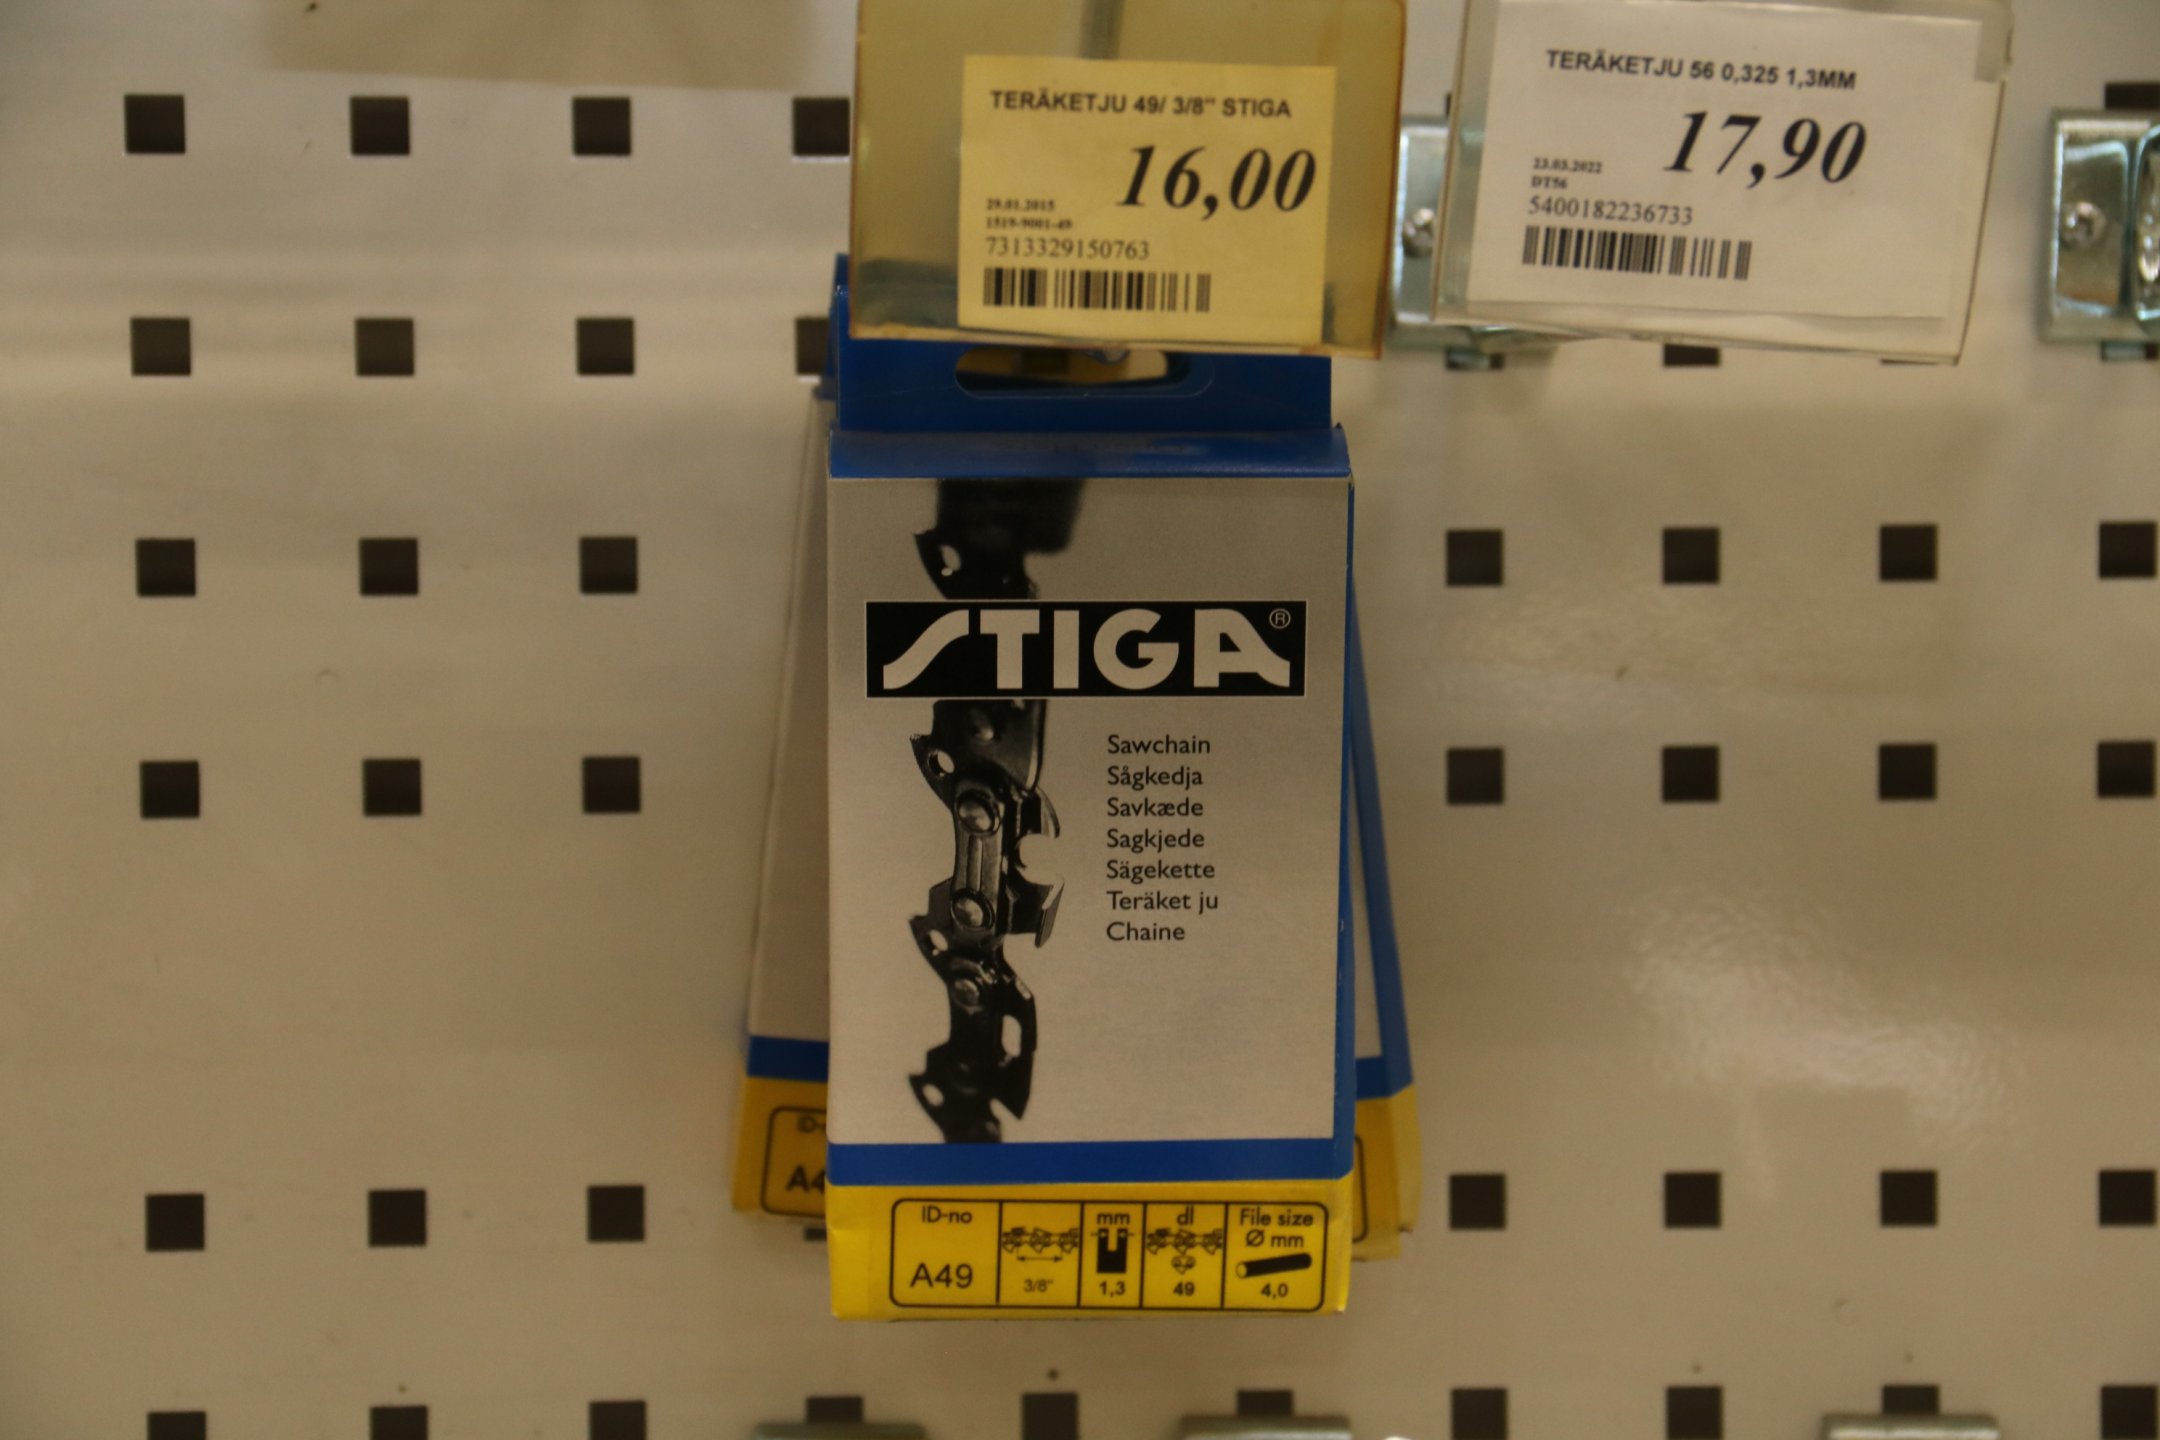 TERÄKETJU 49/ 3/8" STIGA
16,00
29.01.2015
1519-9001-49
7313329150763
TERÄKETJU 56 0,325 1,3MM
17,90
23.03.2022
DT56
5400182236733
STIGA®
Sawchain
Sågkedja
Savkæde
Sagkjede
Sägekette
Teräket ju
Chaine
ID-no
A49
3/8"
mm
1,3
dl
49
File size
Ø mm
4,0